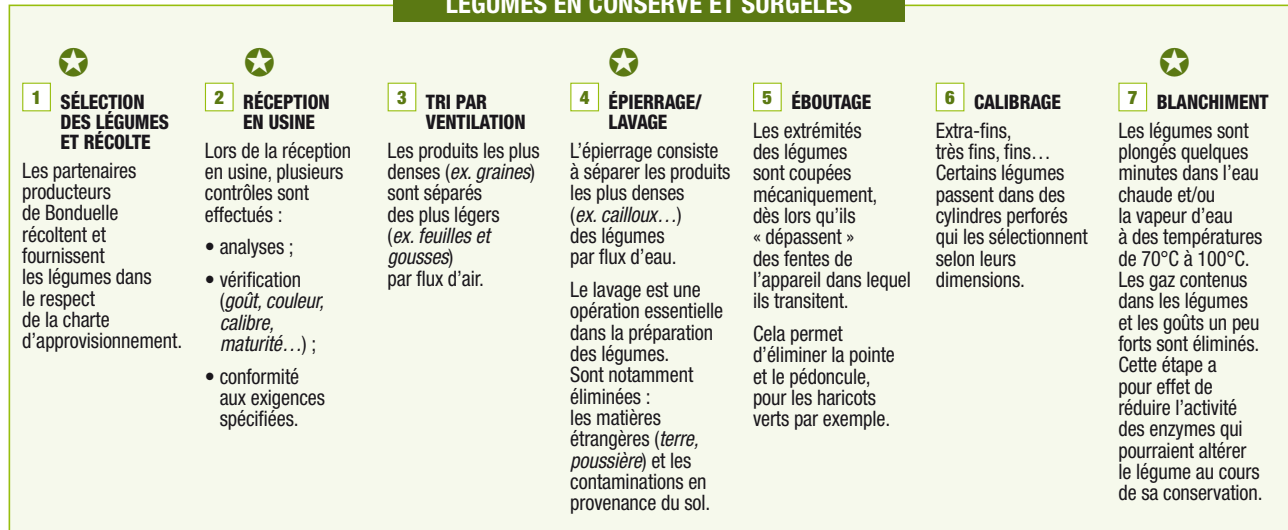 LÉGUMES EN CONSERVE ET SURGELÉS
1 SÉLECTION
DES LÉGUMES
ET RÉCOLTE
Les partenaires
producteurs
de Bonduelle
récoltent et
fournissent
les légumes dans
le respect
de la charte
d’approvisionnement.
2 RÉCEPTION
EN USINE
Lors de la réception
en usine, plusieurs
contrôles sont
effectués :
• analyses ;
• vérification
(goût, couleur,
calibre,
maturité…) ;
• conformité
aux exigences
spécifiées.
3 TRI PAR
VENTILATION
Les produits les plus
denses (ex. graines)
sont séparés
des plus légers
(ex. feuilles et
gousses)
par flux d’air.
4 ÉPIERRAGE/
LAVAGE
L’épierrage consiste
à séparer les produits
les plus denses
(ex. cailloux…)
des légumes
par flux d’eau.
Le lavage est une
opération essentielle
dans la préparation
des légumes.
Sont notamment
éliminées :
les matières
étrangères (terre,
poussière) et les
contaminations en
provenance du sol.
5 ÉBOUTAGE
Les extrémités
des légumes
sont coupées
mécaniquement,
dès lors qu’ils
« dépassent »
des fentes de
l’appareil dans lequel
ils transitent.
Cela permet
d’éliminer la pointe
et le pédoncule,
pour les haricots
verts par exemple.
6 CALIBRAGE
Extra-fins,
très fins, fins…
Certains légumes
passent dans des
cylindres perforés
qui les sélectionnent
selon leurs
dimensions.
7 BLANCHIMENT
Les légumes sont
plongés quelques
minutes dans l’eau
chaude et/ou
la vapeur d’eau
à des températures
de 70°C à 100°C.
Les gaz contenus
dans les légumes
et les goûts un peu
forts sont éliminés.
Cette étape a
pour effet de
réduire l’activité
des enzymes qui
pourraient altérer
le légume au cours
de sa conservation.